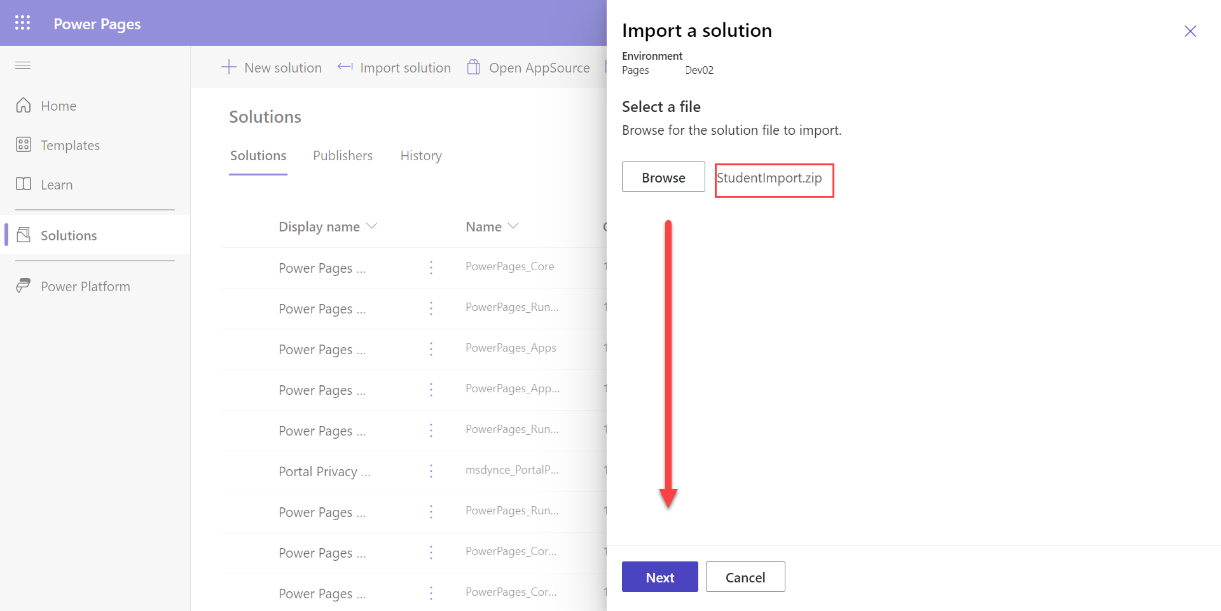 Power Pages
Home
Templates
Learn
Solutions
Power Platform
New solution
Import solution
Open AppSource
Solutions
Solutions
Publishers
History
Display name
Name
Power Pages ...
PowerPages_Core
Power Pages ...
PowerPages_Run...
Power Pages ...
PowerPages_Apps
Power Pages ...
PowerPages_App...
Power Pages ...
PowerPages_Run...
Portal Privacy ...
msdynce_PortalP...
Power Pages ...
PowerPages_Run...
Power Pages ...
PowerPages_Cor...
Power Pages ...
PowerPages_Cor...
Import a solution
Environment
Pages Dev02
Select a file
Browse for the solution file to import.
Browse
StudentImport.zip
Next
Cancel